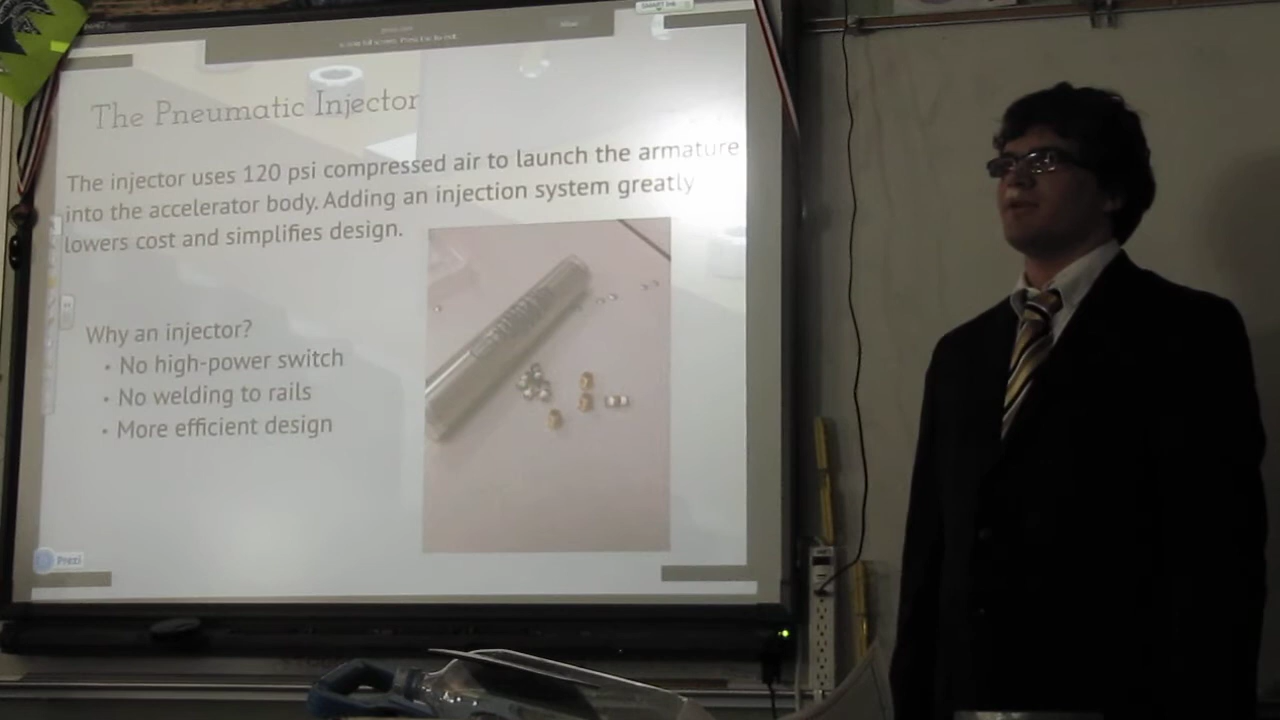 The Pneumatic Injector
The injector uses 120 psi compressed air to launch the armature
into the accelerator body. Adding an injection system greatly
lowers cost and simplifies design.
Why an injector?
• No high-power switch
• No welding to rails
• More efficient design
Prezi